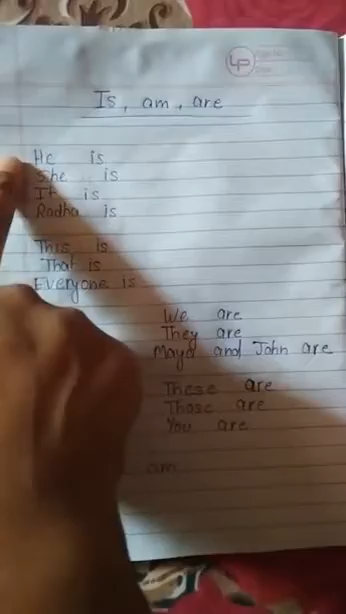 LP
Is, am, are
He is
She is
It is
Radha is
This is
That is
Everyone is
We are
They are
Maya and John are
These are
Those are
You are
am